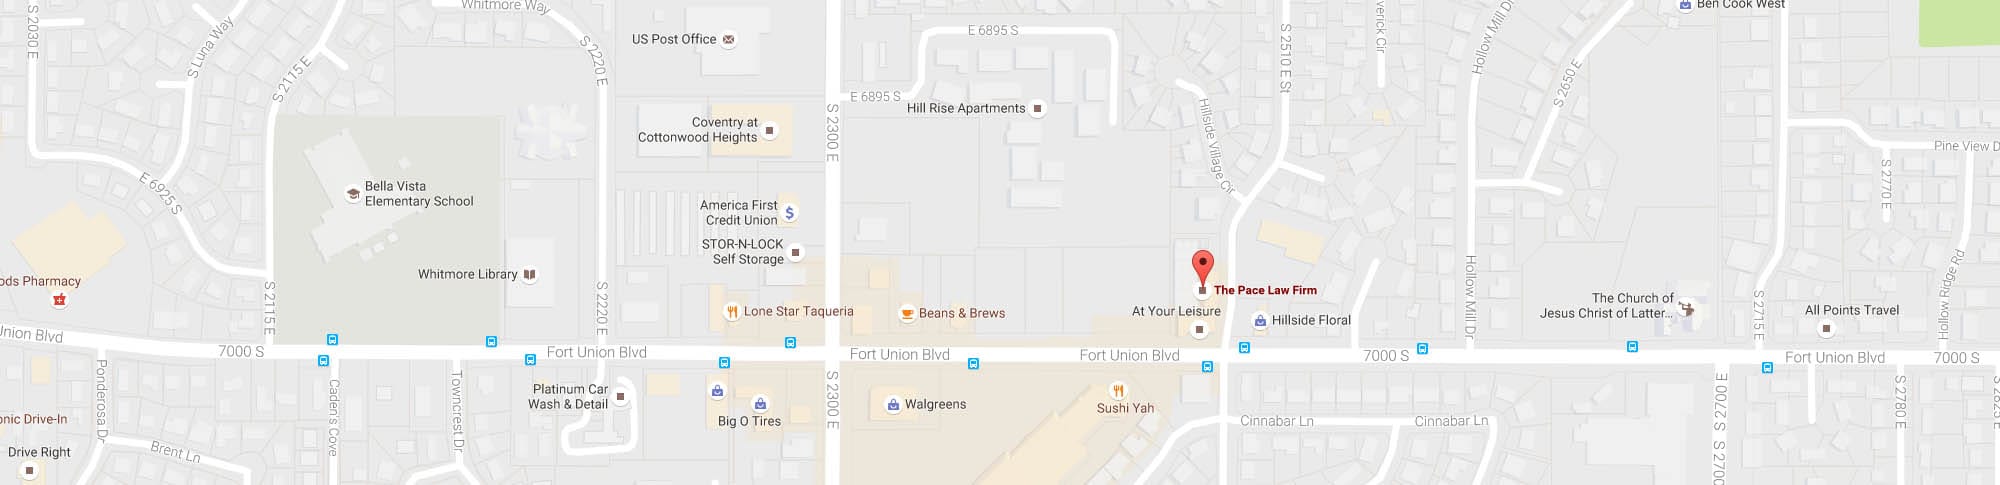 S 2030 E
S Luna Way
Whitmore Way
S 2115 E
S 2220 E
US Post Office
E 6895 S
E 6895 S
S 2510 E St
Hollow Mill Dr
S 2650 E
Ben Cook West
Coventry at
Cottonwood Heights
S 2300 E
Hill Rise Apartments
Hillside Village Cir
Pine View D
S 2770 E
E 6925 S
Bella Vista
Elementary School
America First
Credit Union
STOR-N-LOCK
Self Storage
Whitmore Library
ods Pharmacy
S 2115 E
S 2220 E
Lone Star Taqueria
Beans & Brews
The Pace Law Firm
At Your Leisure
Hillside Floral
Hollow Mill Dr
The Church of
Jesus Christ of Latter...
S 2715 E
All Points Travel
Hollow Ridge Rd
Union Blvd
7000 S
Fort Union Blvd
Fort Union Blvd
Fort Union Blvd
7000 S
Fort Union Blvd
7000 S
Ponderosa Dr
Caden's Cove
Towncrest Dr
Platinum Car
Wash & Detail
Big O Tires
S 2300 E
Walgreens
Sushi Yah
Cinnabar Ln
Cinnabar Ln
S 2700 E
S 2700
S 2780 E
S 2825 E
onic Drive-In
Drive Right
Brent Ln